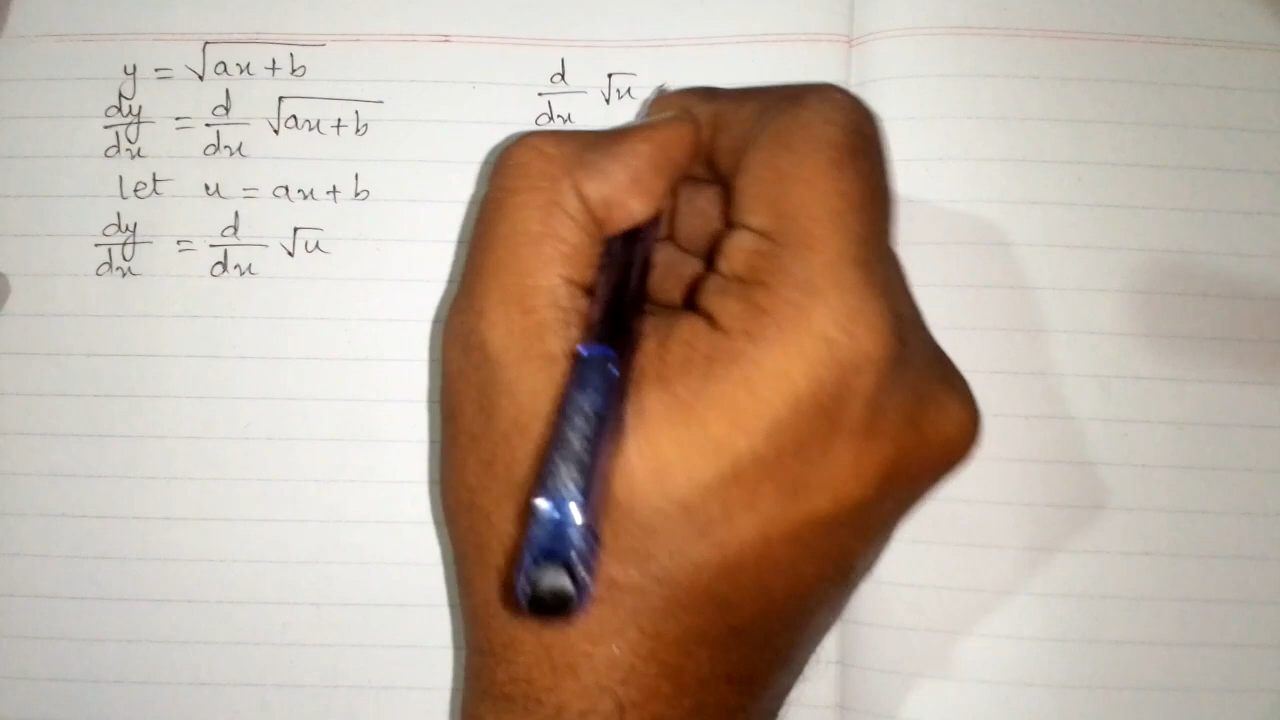 y = √(ax + b)
dy/dx = d/dx √(ax + b)
let u = ax + b
dy/dx = d/dx √u
d/dx √x